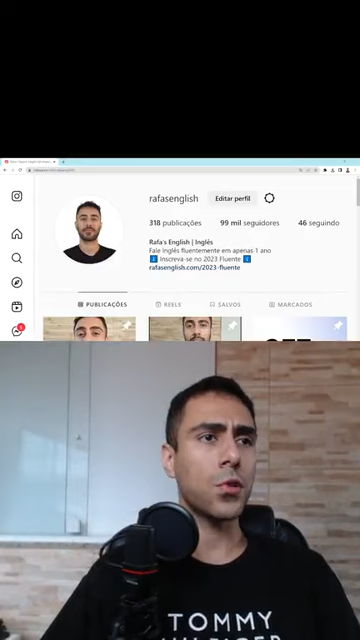 rafasenglish Editar perfil
318 publicações 99 mil seguidores 46 seguindo
Rafa's English | Inglês
Fale Inglês fluentemente em apenas 1 ano
Inscreva-se no 2023 Fluente
rafasenglish.com/2023-fluente
PUBLICAÇÕES REELS SALVOS MARCADOS
TOMMY